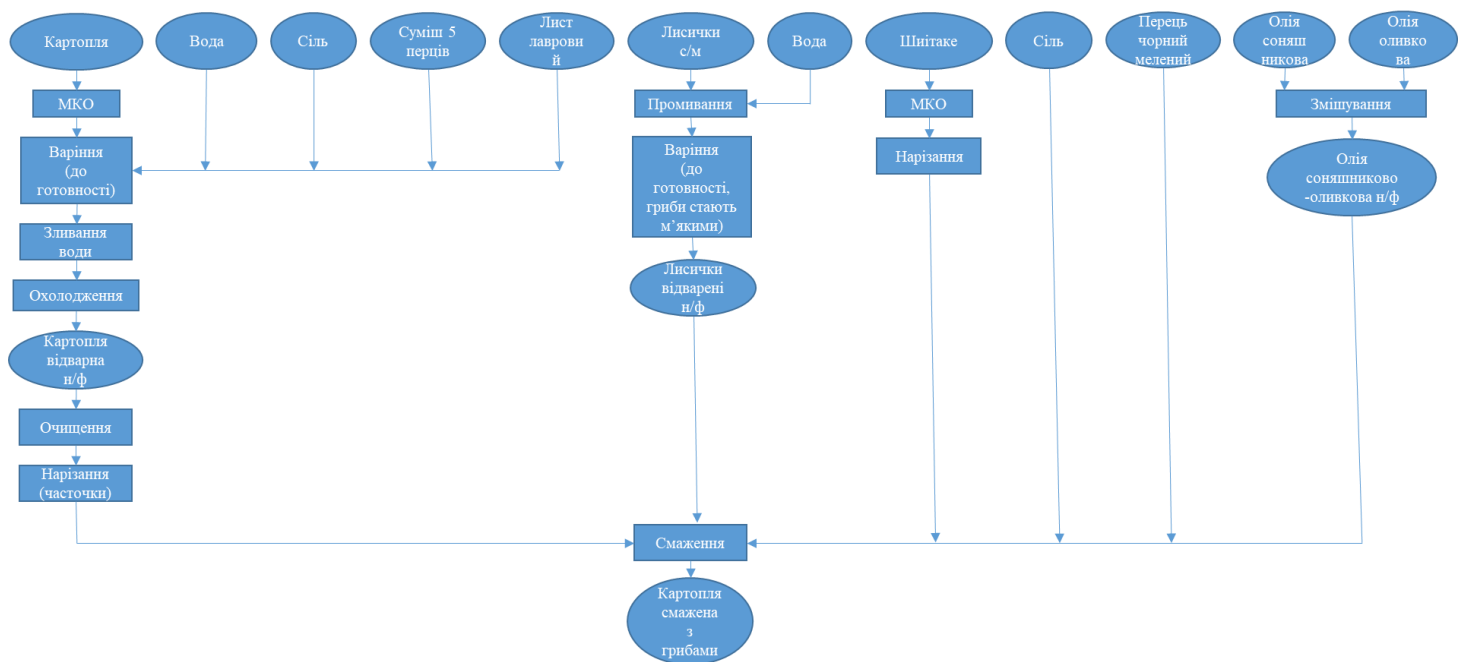 Картопля
Вода
Сіль
Суміш 5
перців
Лист
лаврови
й
Лисички
с/м
Вода
Шиітаке
Сіль
Перець
чорний
мелений
Олія
соняш
никова
Олія
оливко
ва
МКО
Промивання
МКО
Змішування
Варіння
(до
готовності)
Варіння
(до
готовності,
гриби стають
м’якими)
Нарізання
Олія
соняшниково
-оливкова н/ф
Зливання
води
Лисички
відварені
н/ф
Охолодження
Картопля
відварна
н/ф
Очищення
Нарізання
(часточки)
Смаження
Картопля
смажена
з
грибами